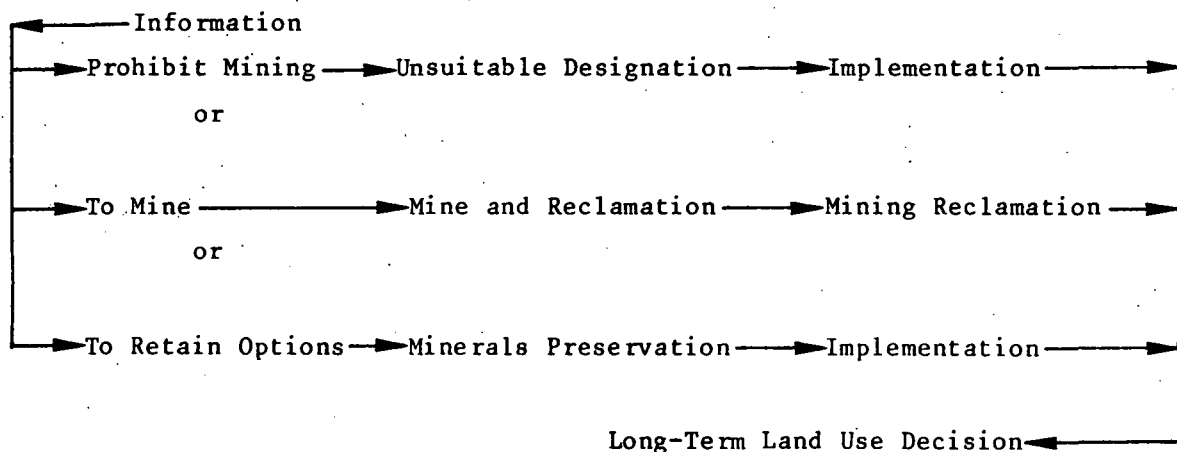 Information
Prohibit Mining Unsuitable Designation Implementation
or
To Mine Mine and Reclamation Mining Reclamation
or
To Retain Options Minerals Preservation Implementation
Long-Term Land Use Decision